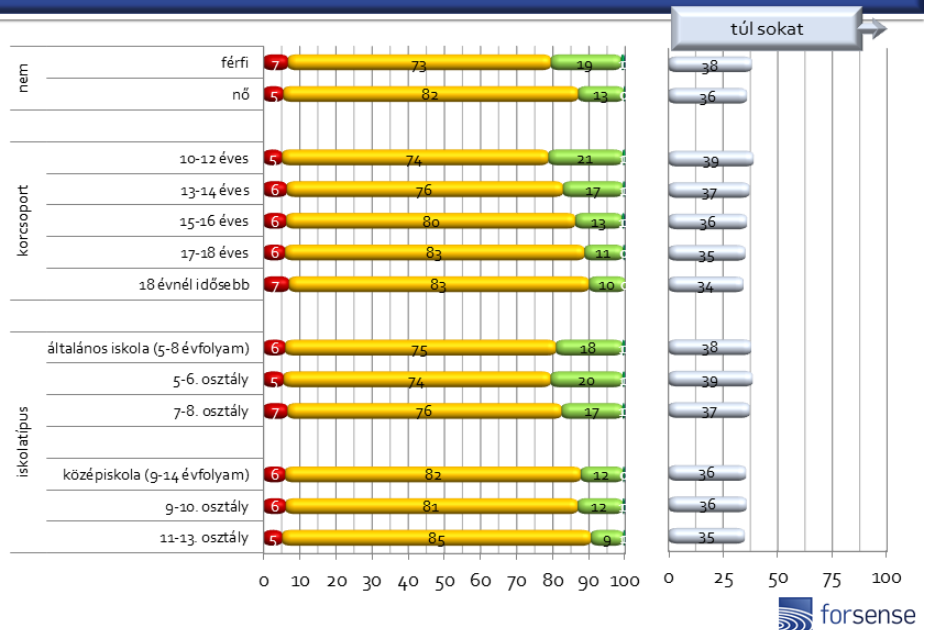 túl sokat
nem
férfi 7 73 19 38
nő 5 82 13 36
korcsoport
10-12 éves 5 74 21 39
13-14 éves 6 76 17 37
15-16 éves 6 80 13 36
17-18 éves 6 83 11 35
18 évnél idősebb 7 83 10 34
iskolatípus
általános iskola (5-8 évfolyam) 6 75 18 38
5-6. osztály 5 74 20 39
7-8. osztály 7 76 17 37
középiskola (9-14 évfolyam) 6 82 12 36
9-10. osztály 6 81 12 36
11-13. osztály 5 85 9 35
0 10 20 30 40 50 60 70 80 90 100
0 25 50 75 100
forsense